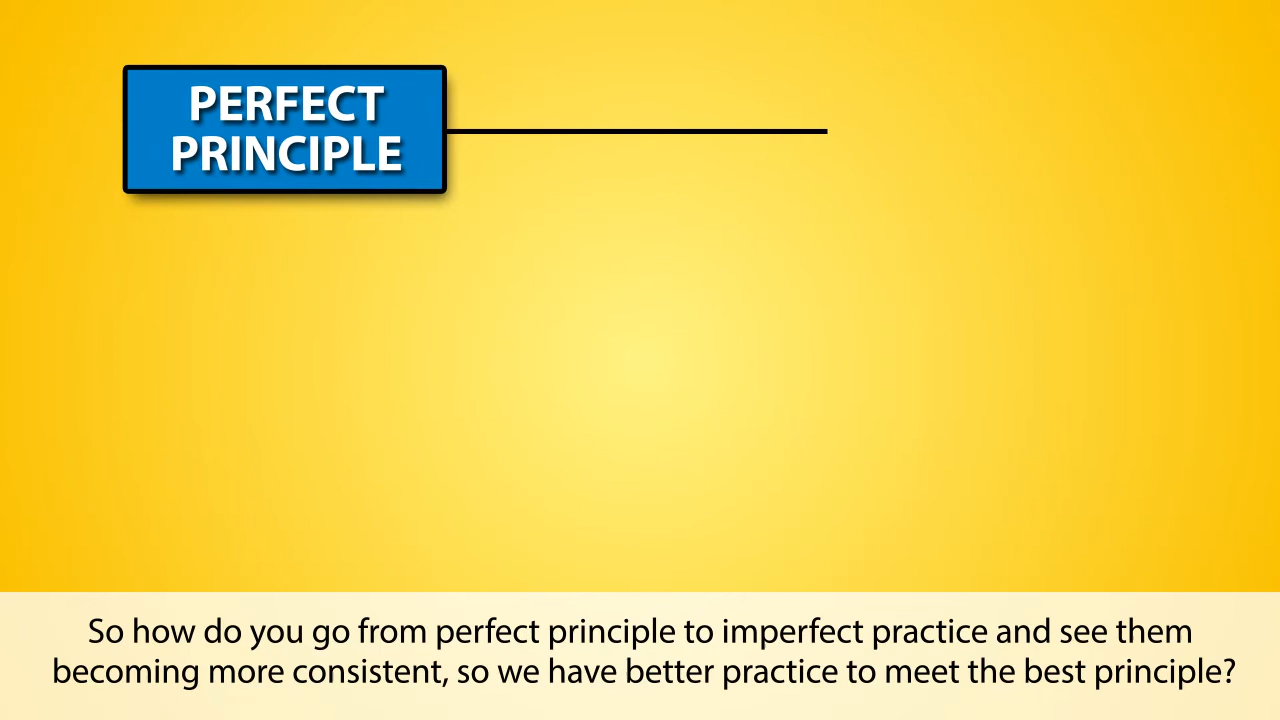 PERFECT
PRINCIPLE
So how do you go from perfect principle to imperfect practice and see them
becoming more consistent, so we have better practice to meet the best principle?